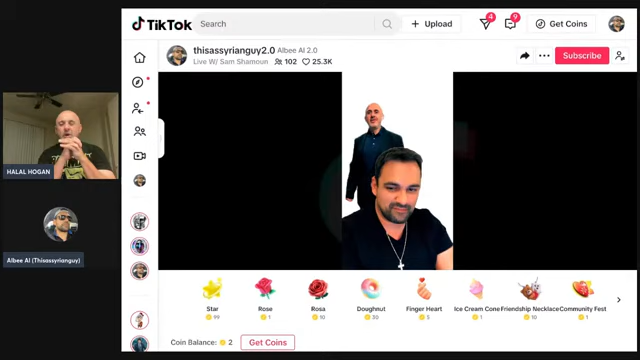 TikTok
Search
+ Upload
4
9
Get Coins
thisassyrianguy2.0 Albee AI 2.0
Live W/ Sam Shamoun 102 25.3K
Subscribe
HALAL HOGAN
Albee AI (Thisassyrianguy)
Star
99
Rose
1
Rosa
10
Doughnut
30
Finger Heart
5
Ice Cream Cone
1
Friendship Necklace
10
Community Fest
1
Coin Balance: 2 Get Coins